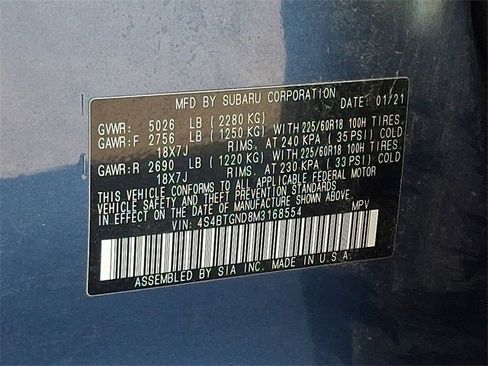 MFD BY SUBARU CORPORATION DATE: 01/21
GVWR: 5026 LB (2280 KG)
GAWR:F 2756 LB (1250 KG) WITH 225/60R18 100H TIRES.
18X7J RIMS. AT 240 KPA (35 PSI) COLD
GAWR:R 2690 LB (1220 KG) WITH 225/60R18 100H TIRES.
18X7J RIMS. AT 230 KPA (33 PSI) COLD
THIS VEHICLE CONFORMS TO ALL APPLICABLE FEDERAL MOTOR
VEHICLE SAFETY AND THEFT PREVENTION STANDARDS
IN EFFECT ON THE DATE OF MANUFACTURE SHOWN ABOVE.
VIN: 4S4BTGND8M3168554 MPV
ASSEMBLED BY SIA INC. MADE IN U.S.A.